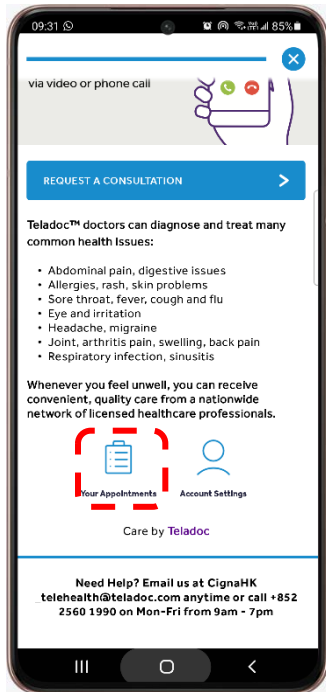 09:31 85%
via video or phone call
REQUEST A CONSULTATION
Teladoc™ doctors can diagnose and treat many
common health Issues:
• Abdominal pain, digestive issues
• Allergies, rash, skin problems
• Sore throat, fever, cough and flu
• Eye and irritation
• Headache, migraine
• Joint, arthritis pain, swelling, back pain
• Respiratory infection, sinusitis
Whenever you feel unwell, you can receive
convenient, quality care from a nationwide
network of licensed healthcare professionals.
Your Appointments Account Settings
Care by Teladoc
Need Help? Email us at CignaHK
_telehealth@teladoc.com anytime or call +852
2560 1990 on Mon-Fri from 9am - 7pm